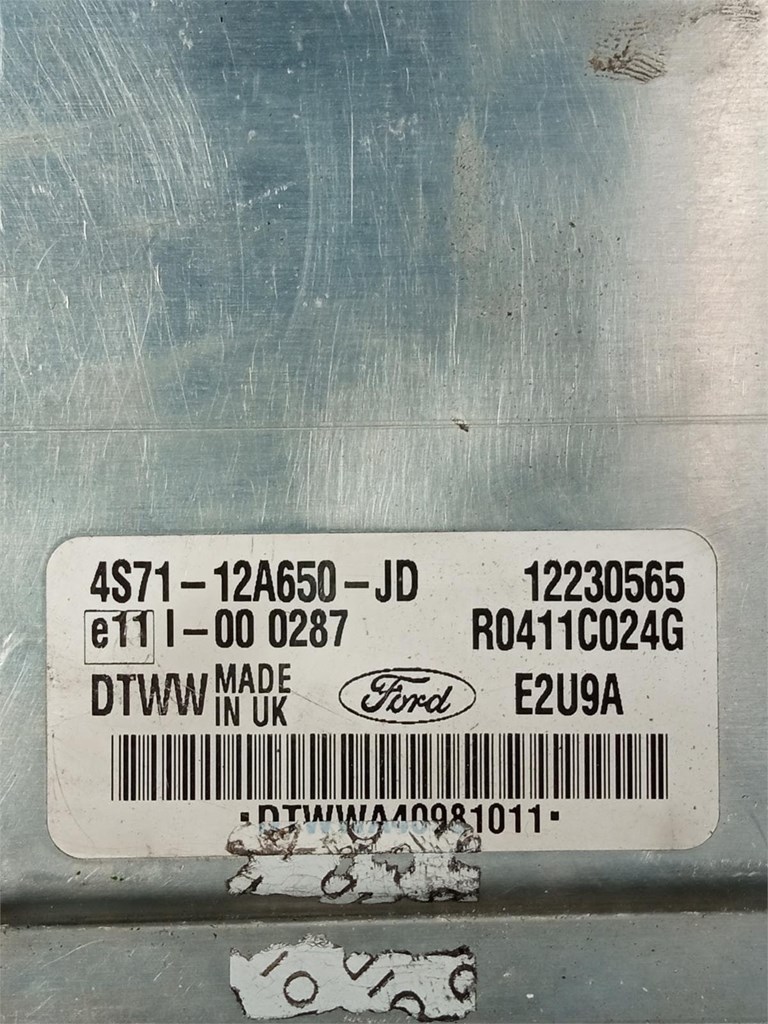 4S71-12A650-JD 12230565
e11 I-00 0287 R0411C024G
DTWW MADE IN UK Ford E2U9A
*DTWWA40981011*